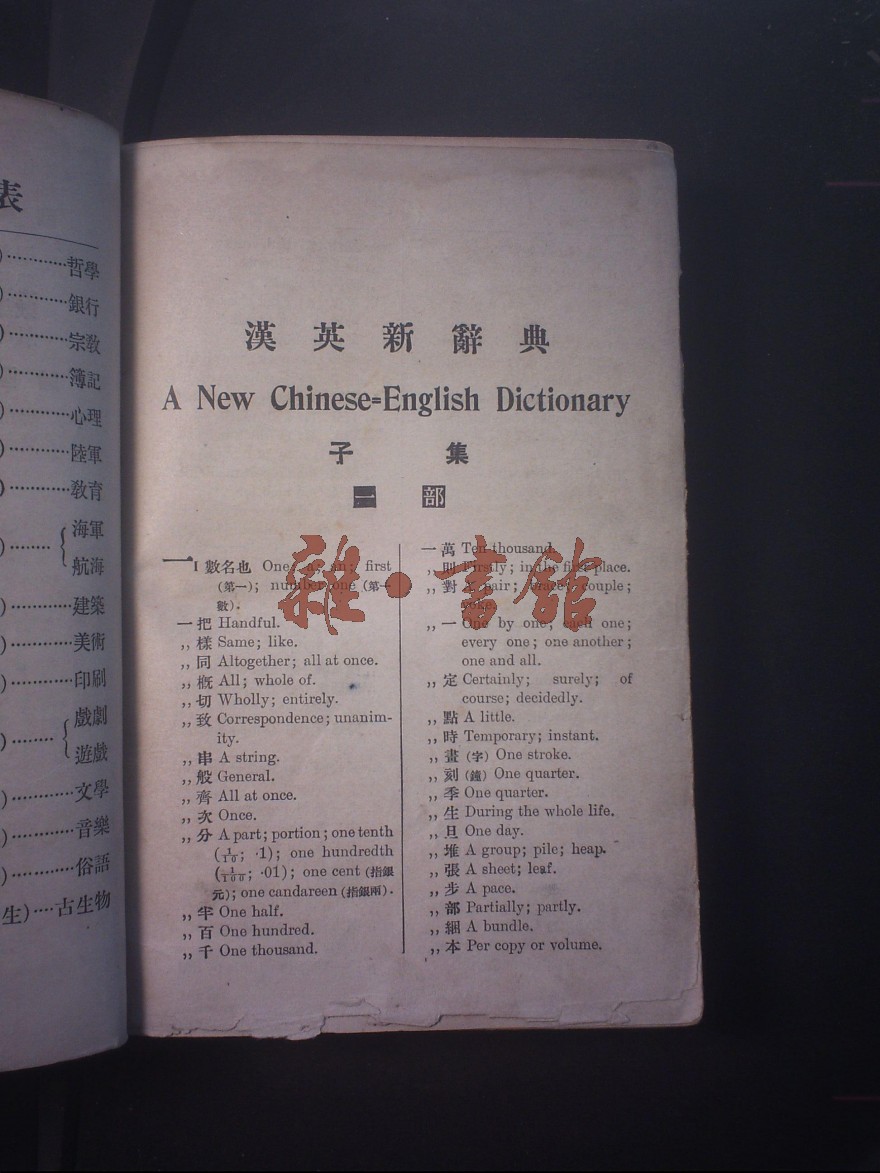 表
哲學
銀行
宗教
簿記
心理
陸軍
教育
海軍
航海
建築
美術
印刷
戲劇
遊戲
文學
音樂
俗語
生)····古生物
漢英新辭典
A New Chinese=English Dictionary
子集
一部
一 I 數名也 One; a; an; first
(第一); number one (第一
數).
一把 Handful.
,, 樣 Same; like.
,, 同 Altogether; all at once.
,, 概 All; whole of.
,, 切 Wholly; entirely.
,, 致 Correspondence; unanim-
ity.
,, 串 A string.
,, 般 General.
,, 齊 All at once.
,, 次 Once.
,, 分 A part; portion; one tenth
(1/10; ·1); one hundredth
(1/100; ·01); one cent (指銀
元); one candareen (指銀兩).
,, 半 One half.
,, 百 One hundred.
,, 千 One thousand.
一萬 Ten thousand.
,, 則 Firstly; in the first place.
,, 對 A pair; brace; couple;
yoke.
,, 一 One by one; each one;
every one; one another;
one and all.
,, 定 Certainly; surely; of
course; decidedly.
,, 點 A little.
,, 時 Temporary; instant.
,, 畫 (字) One stroke.
,, 刻 (鐘) One quarter.
,, 季 One quarter.
,, 生 During the whole life.
,, 旦 One day.
,, 堆 A group; pile; heap.
,, 張 A sheet; leaf.
,, 步 A pace.
,, 部 Partially; partly.
,, 綑 A bundle.
,, 本 Per copy or volume.
雜·書館